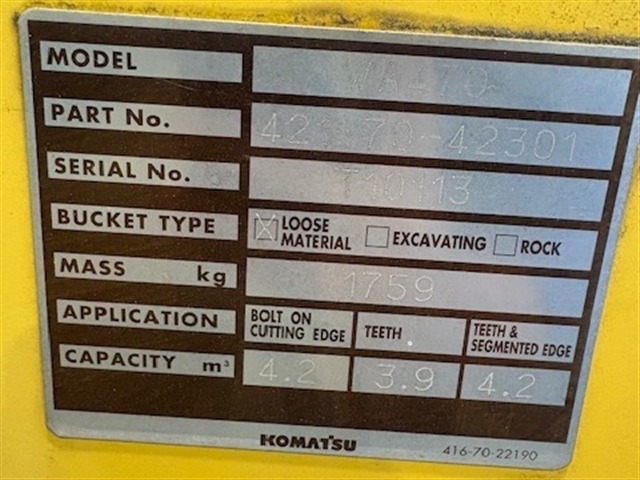 MODEL WA470
PART No. 421-70-42301
SERIAL No. T10113
BUCKET TYPE LOOSE MATERIAL EXCAVATING ROCK
MASS kg 1759
APPLICATION BOLT ON CUTTING EDGE TEETH TEETH & SEGMENTED EDGE
CAPACITY m³ 4.2 3.9 4.2
KOMATSU
416-70-22190